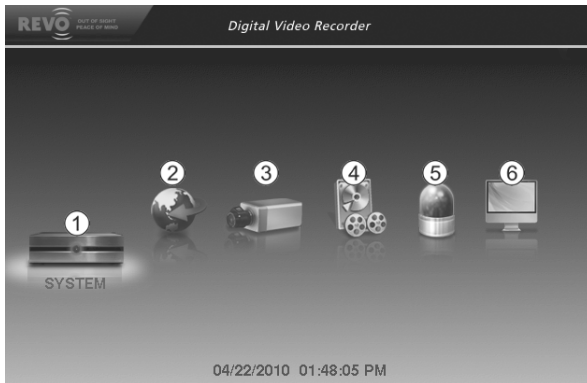 REVO OUT OF SIGHT
PEACE OF MIND
Digital Video Recorder
1
2
3
4
5
6
SYSTEM
04/22/2010 01:48:05 PM